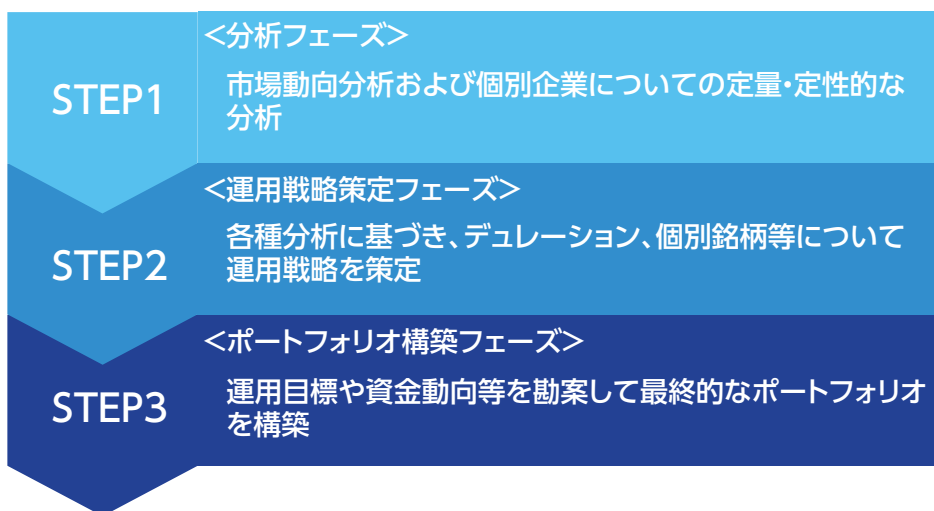 STEP1
<分析フェーズ>
市場動向分析および個別企業についての定量・定性的な
分析
STEP2
<運用戦略策定フェーズ>
各種分析に基づき、デュレーション、個別銘柄等について
運用戦略を策定
STEP3
<ポートフォリオ構築フェーズ>
運用目標や資金動向等を勘案して最終的なポートフォリオ
を構築